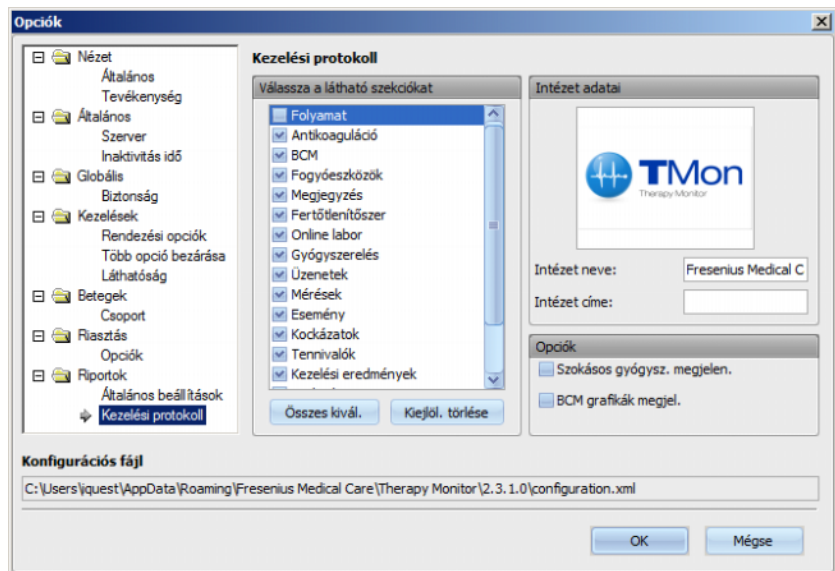 Opciók
Nézet
Általános
Tevékenység
Általános
Szerver
Inaktivitás idő
Globális
Biztonság
Kezelések
Rendezési opciók
Több opció bezárása
Láthatóság
Betegek
Csoport
Riasztás
Opciók
Riportok
Általános beállítások
Kezelési protokoll
Kezelési protokoll
Válassza a látható szekciókat
Folyamat
Antikoaguláció
BCM
Fogyóeszközök
Megjegyzés
Fertőtlenítőszer
Online labor
Gyógyszerelés
Üzenetek
Mérések
Esemény
Kockázatok
Tennivalók
Kezelési eredmények
Összes kivál.
Kiejlöl. törlése
Intézet adatai
TMon
Therapy Monitor
Intézet neve: Fresenius Medical C
Intézet címe:
Opciók
Szokásos gyógysz. megjelen.
BCM grafikák megjel.
Konfigurációs fájl
C:\Users\iquest\AppData\Roaming\Fresenius Medical Care\Therapy Monitor\2.3.1.0\configuration.xml
OK
Mégse